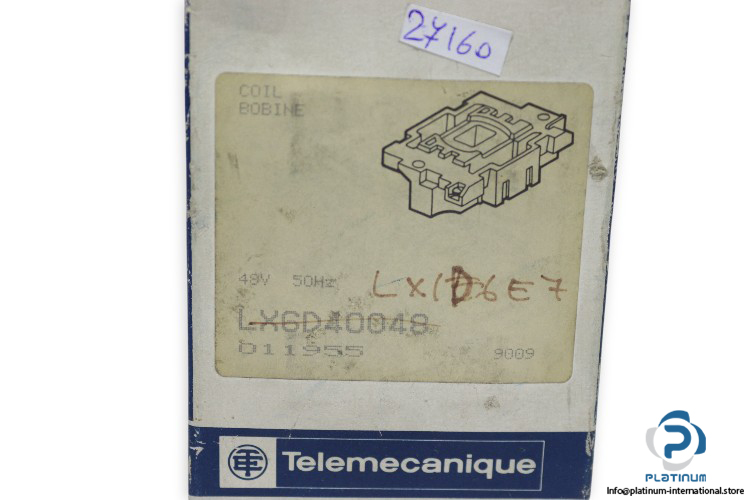 27160
COIL
BOBINE
48V 50Hz
LX1D6E7
LX6D40048
011955
9009
Telemecanique
PLATINUM
Info@platinum-international.store